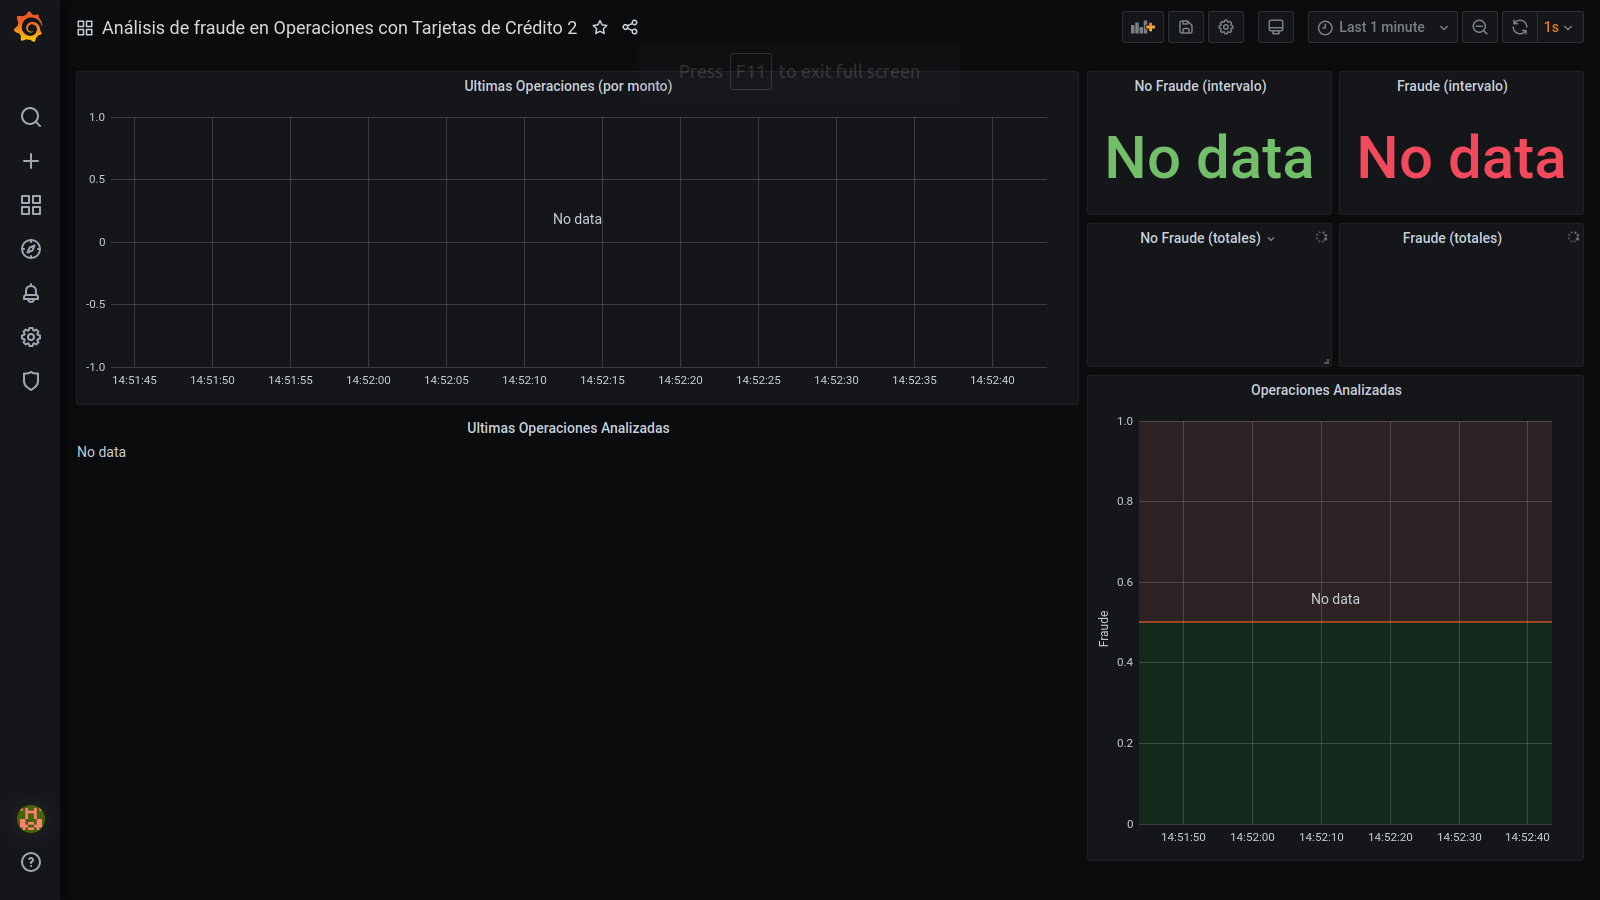 Análisis de fraude en Operaciones con Tarjetas de Crédito 2
Last 1 minute
1s
Press F11 to exit full screen
Ultimas Operaciones (por monto)
1.0
0.5
0
-0.5
-1.0
No data
14:51:45 14:51:50 14:51:55 14:52:00 14:52:05 14:52:10 14:52:15 14:52:20 14:52:25 14:52:30 14:52:35 14:52:40
No Fraude (intervalo)
No data
Fraude (intervalo)
No data
No Fraude (totales)
Fraude (totales)
Ultimas Operaciones Analizadas
No data
Operaciones Analizadas
Fraude
1.0
0.8
0.6
0.4
0.2
0
No data
14:51:50 14:52:00 14:52:10 14:52:20 14:52:30 14:52:40